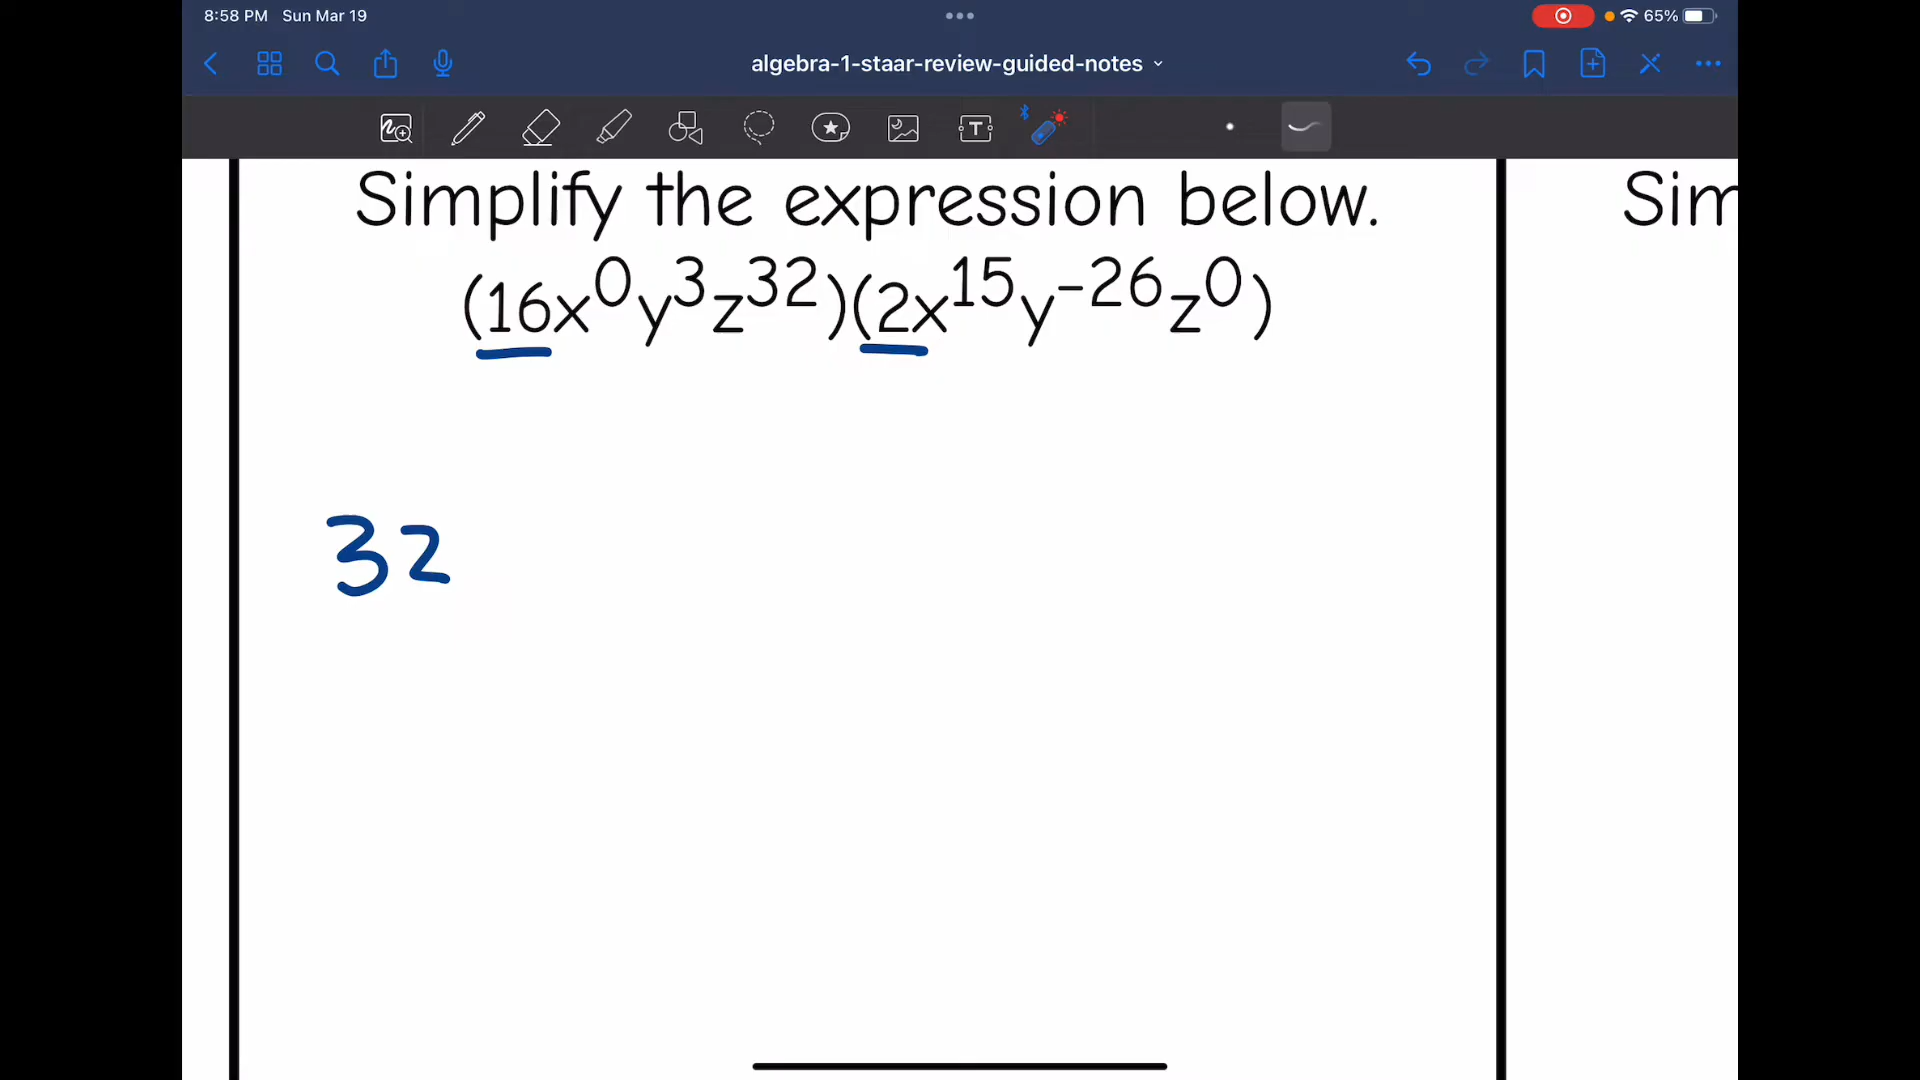 8:58 PM Sun Mar 19
65%
algebra-1-staar-review-guided-notes
T
Simplify the expression below.
Sim
(16x⁰y³z³²)(2x¹⁵y⁻²⁶z⁰)
32